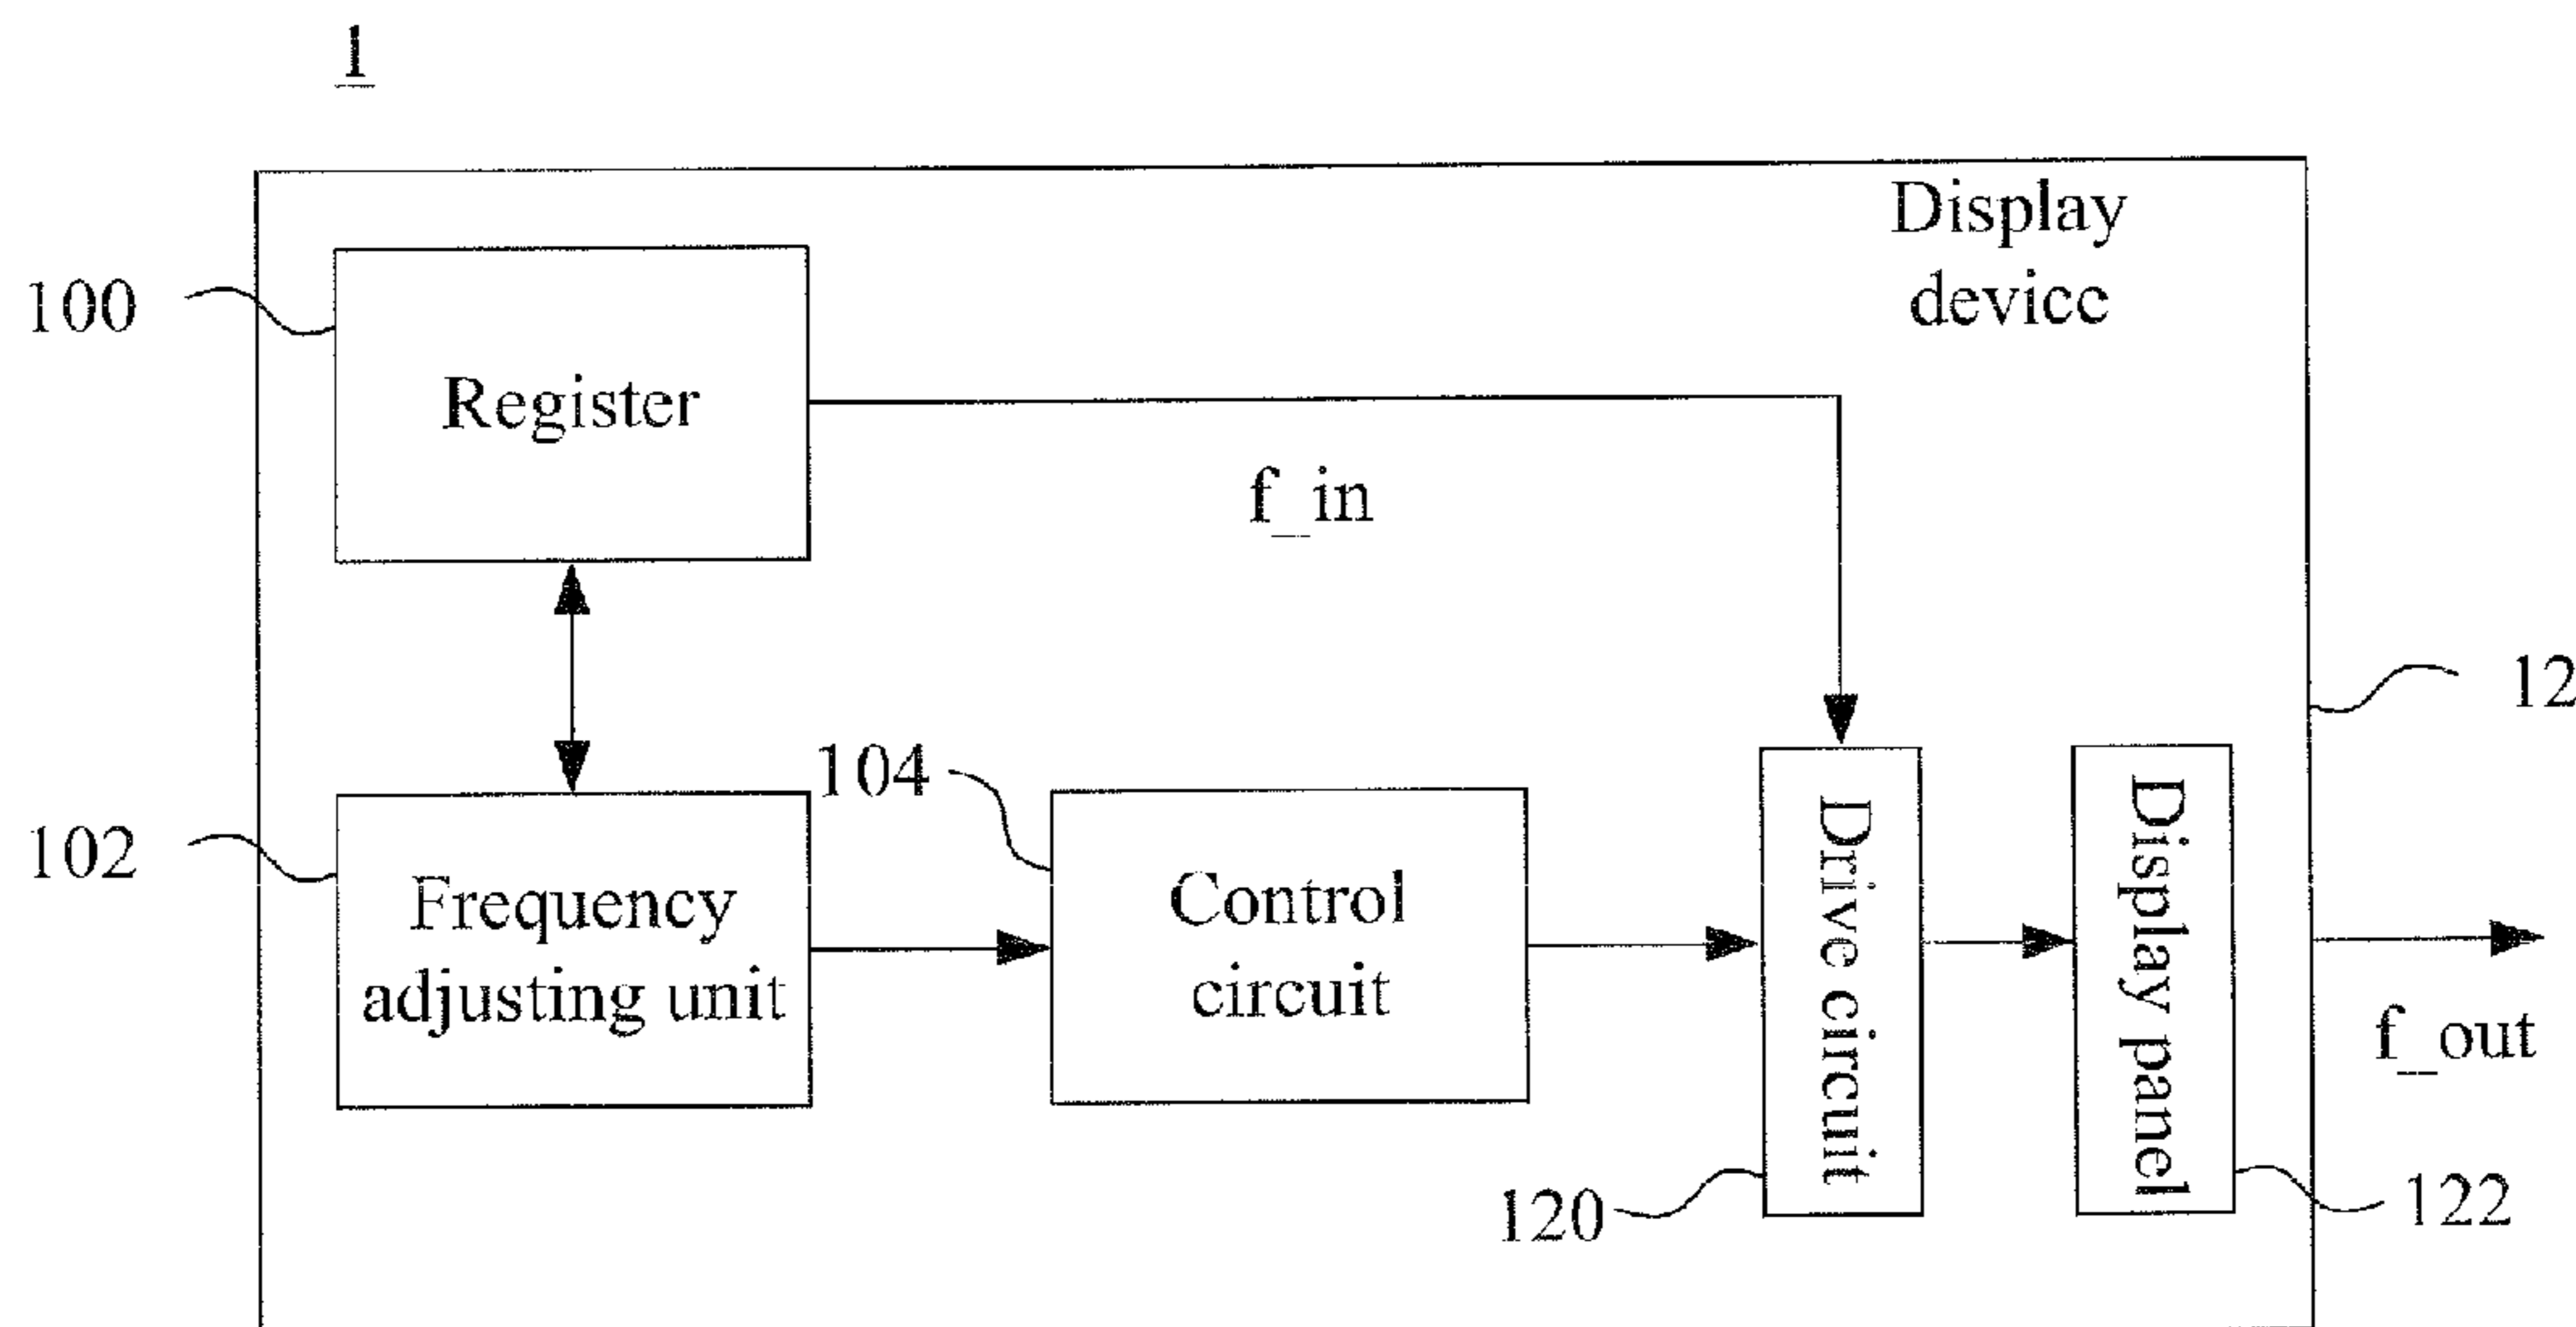 1
Display
device
100
Register
f_in
12
104
102
Frequency
adjusting unit
Control
circuit
Drive circuit
Display panel
f_out
120
122